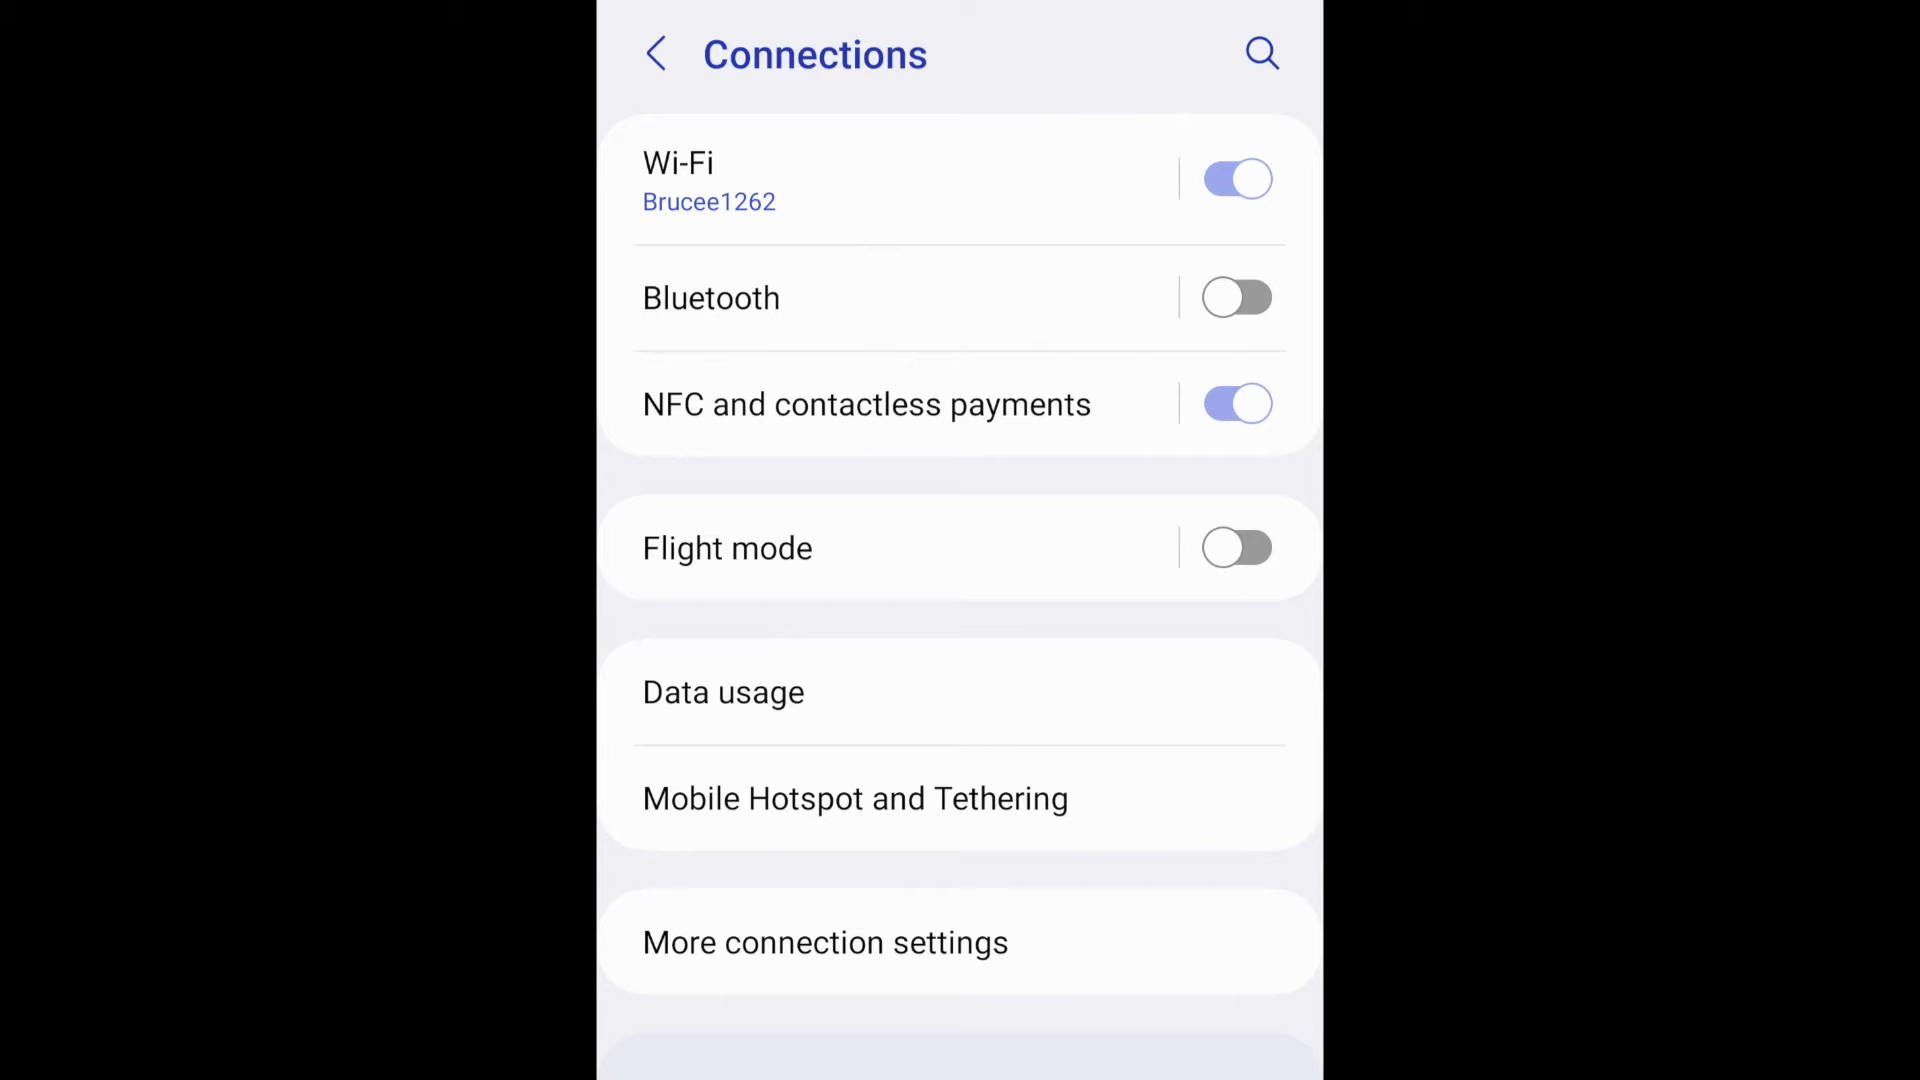 Connections
Wi-Fi
Brucee1262
Bluetooth
NFC and contactless payments
Flight mode
Data usage
Mobile Hotspot and Tethering
More connection settings